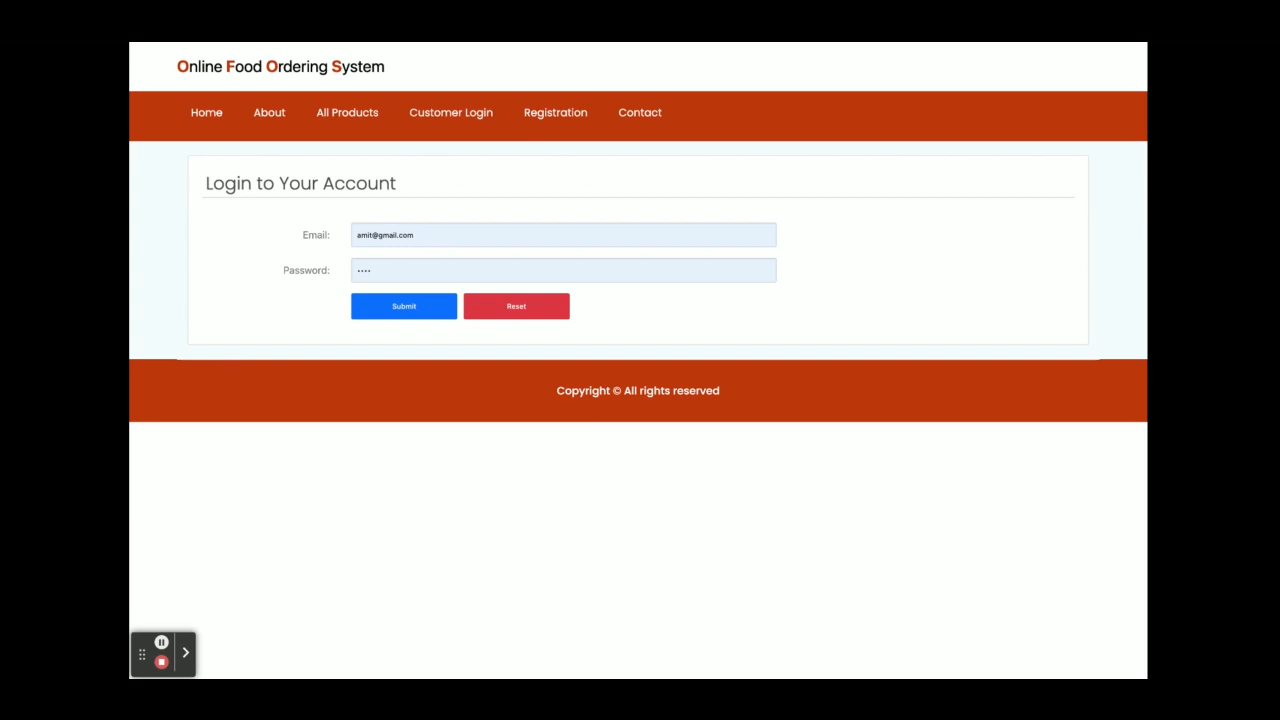 Online Food Ordering System
Home About All Products Customer Login Registration Contact
Login to Your Account
Email: amit@gmail.com
Password: ····
Submit Reset
Copyright © All rights reserved